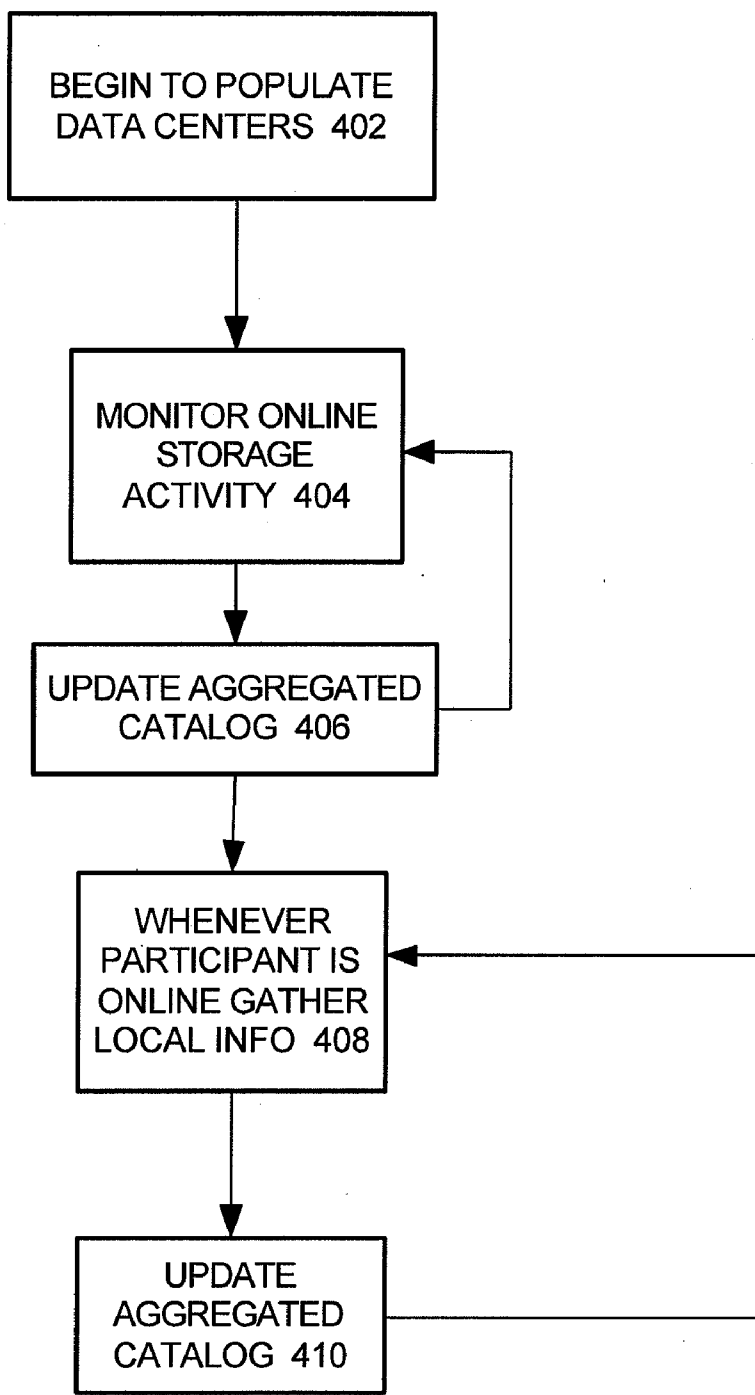 BEGIN TO POPULATE
DATA CENTERS 402
MONITOR ONLINE
STORAGE
ACTIVITY 404
UPDATE AGGREGATED
CATALOG 406
WHENEVER
PARTICIPANT IS
ONLINE GATHER
LOCAL INFO 408
UPDATE
AGGREGATED
CATALOG 410